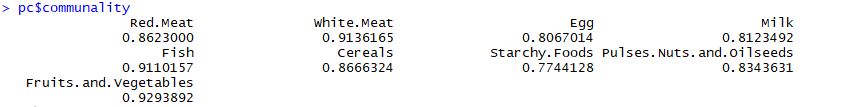 > pc$communality
Red.Meat White.Meat Egg Milk
0.8623000 0.9136165 0.8067014 0.8123492
Fish Cereals Starchy.Foods Pulses.Nuts.and.Oilseeds
0.9110157 0.8666324 0.7744128 0.8343631
Fruits.and.Vegetables
0.9293892